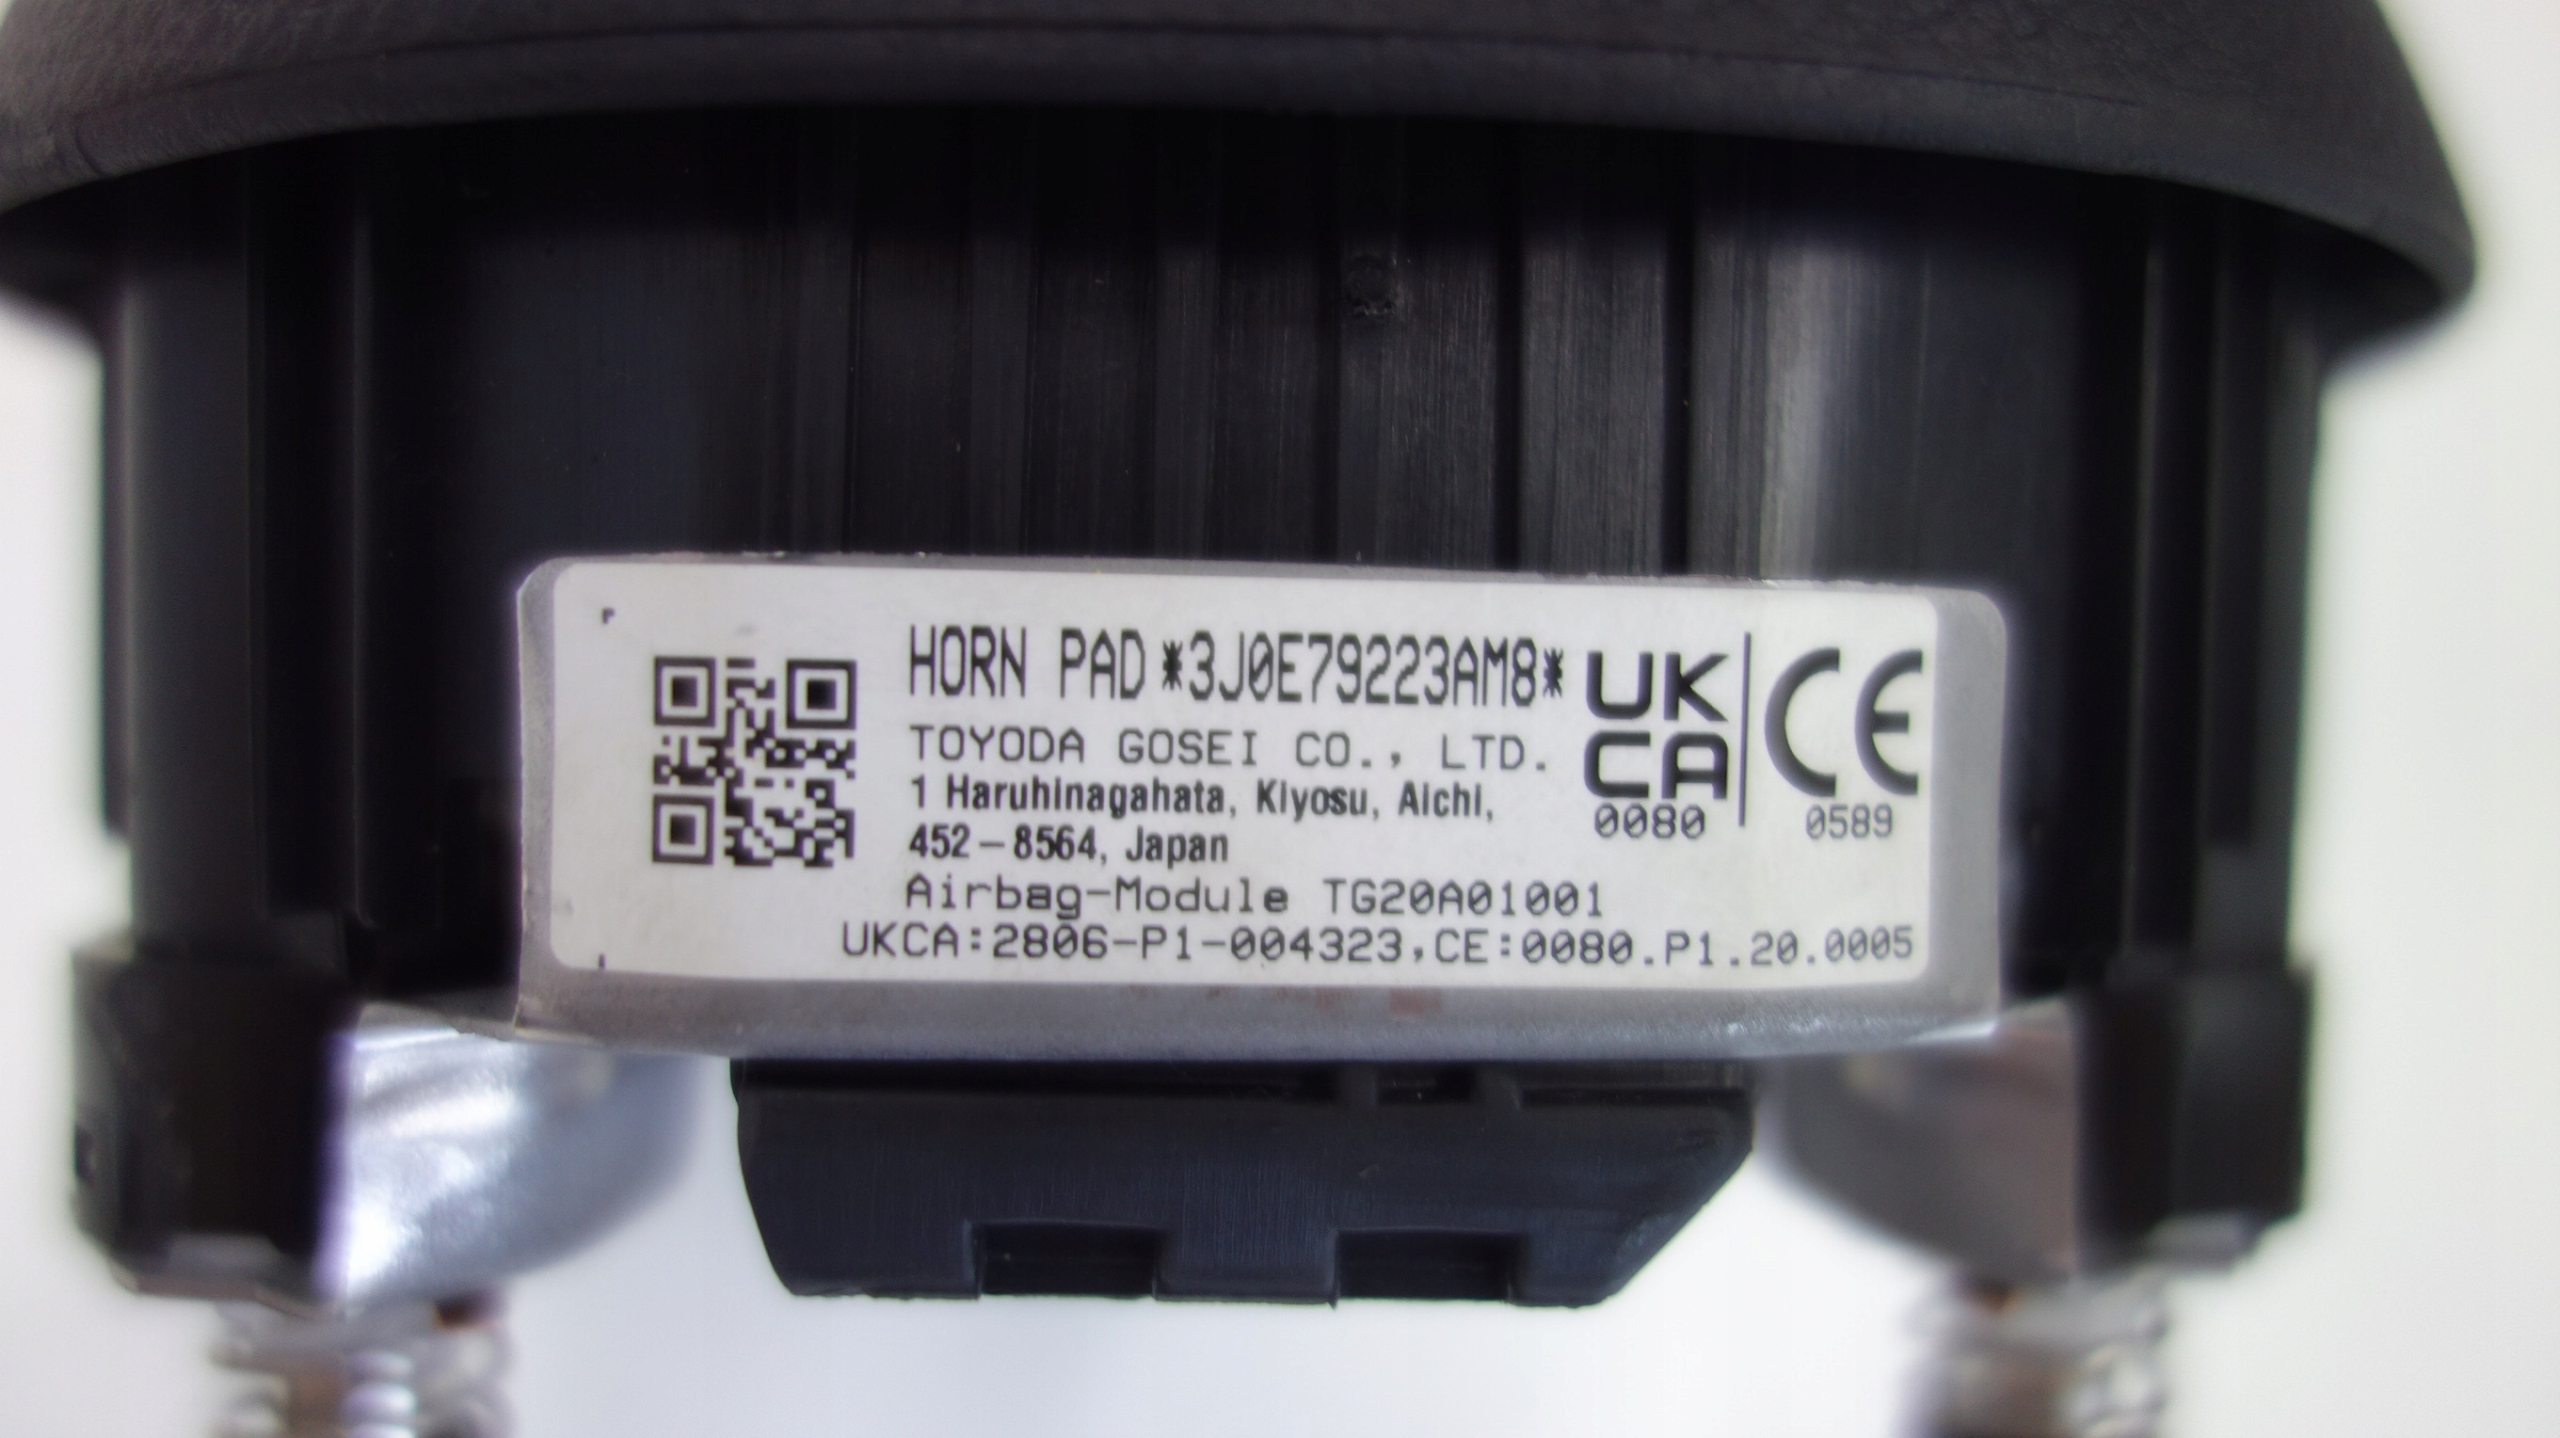 HORN PAD *3J0E79223AM8*
TOYODA GOSEI CO., LTD.
1 Haruhinagahata, Kiyosu, Aichi,
452-8564, Japan
Airbag-Module TG20A01001
UKCA:2806-P1-004323,CE:0080.P1.20.0005
UK
CA
0080
CE
0589